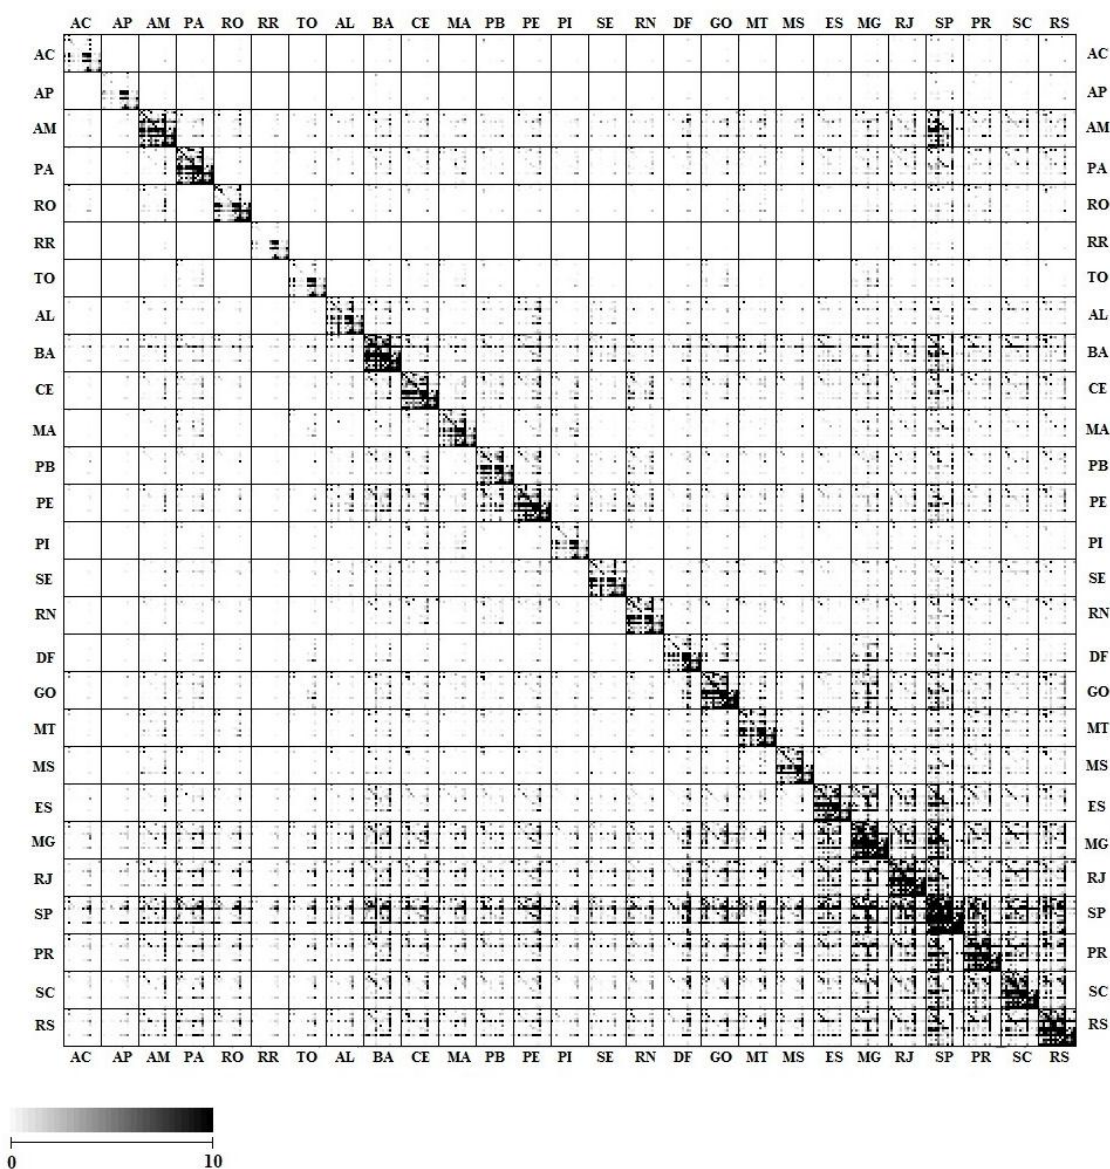 AC AP AM PA RO RR TO AL BA CE MA PB PE PI SE RN DF GO MT MS ES MG RJ SP PR SC RS
AC AC
AP AP
AM AM
PA PA
RO RO
RR RR
TO TO
AL AL
BA BA
CE CE
MA MA
PB PB
PE PE
PI PI
SE SE
RN RN
DF DF
GO GO
MT MT
MS MS
ES ES
MG MG
RJ RJ
SP SP
PR PR
SC SC
RS RS
AC AP AM PA RO RR TO AL BA CE MA PB PE PI SE RN DF GO MT MS ES MG RJ SP PR SC RS
0 10